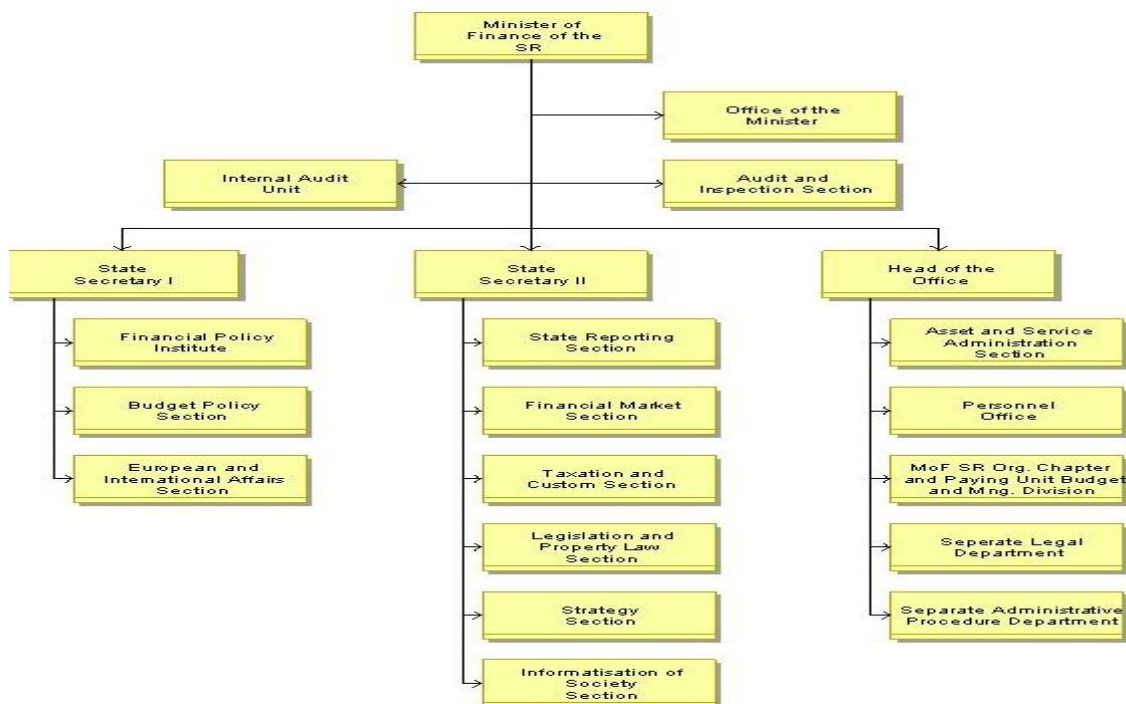 Minister of
Finance of the
SR
Office of the
Minister
Internal Audit
Unit
Audit and
Inspection Section
State
Secretary I
State
Secretary II
Head of the
Office
Financial Policy
Institute
Budget Policy
Section
European and
International Affairs
Section
State Reporting
Section
Financial Market
Section
Taxation and
Custom Section
Legislation and
Property Law
Section
Strategy
Section
Informatisation of
Society
Section
Asset and Service
Administration
Section
Personnel
Office
MoF SR Org. Chapter
and Paying Unit Budget
and Mng. Division
Seperate Legal
Department
Separate Administrative
Procedure Department